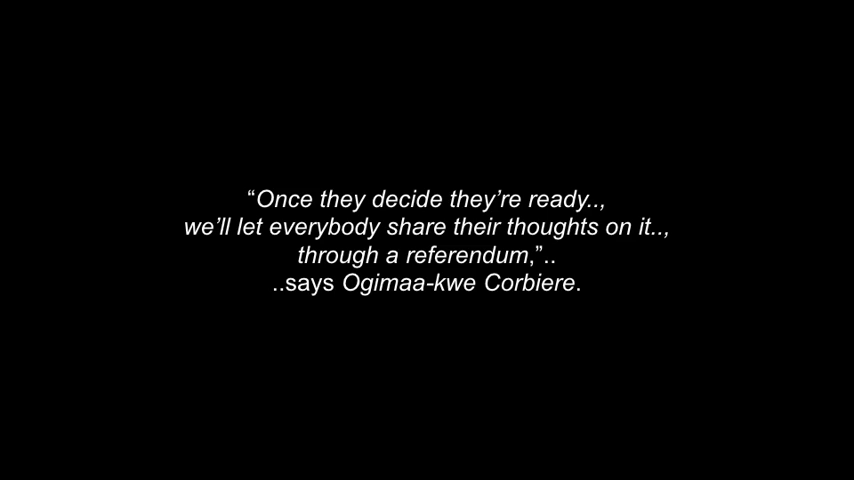 “Once they decide they’re ready..,
we’ll let everybody share their thoughts on it..,
through a referendum,”..
..says Ogimaa-kwe Corbiere.